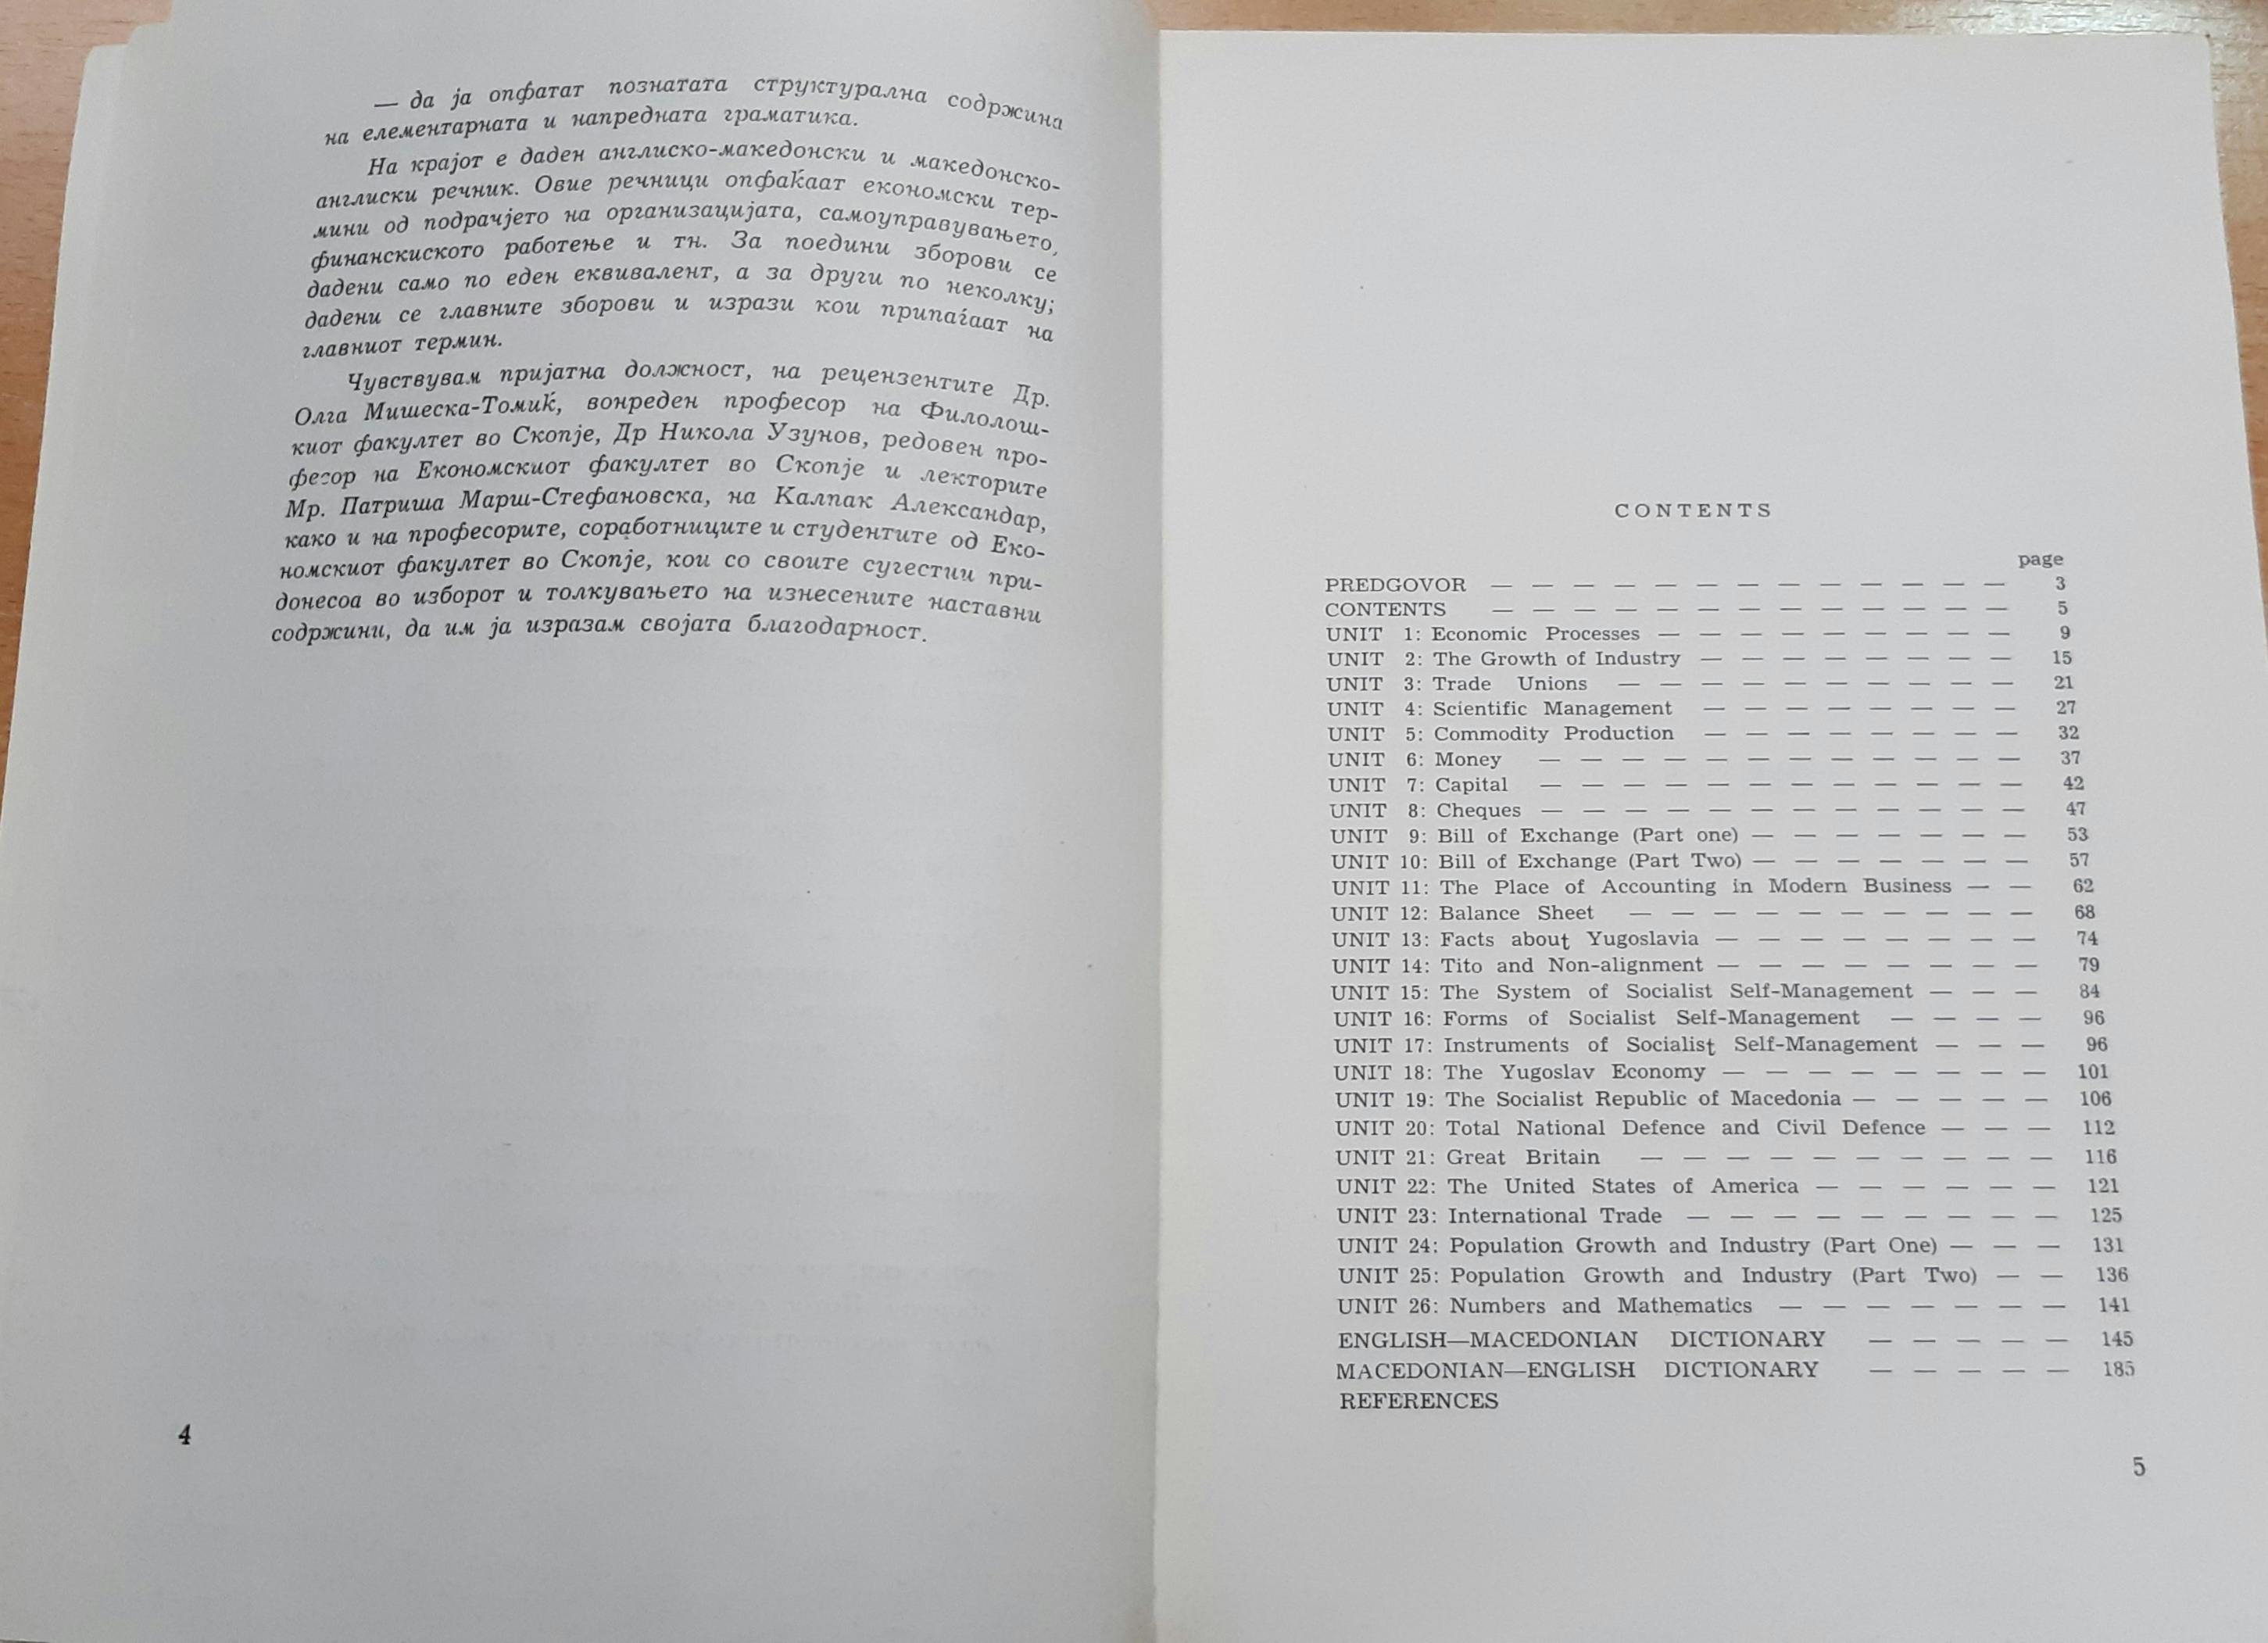 — да ја опфатат познатата структурална содржина
на елементарната и напредната граматика.
На крајот е даден англиско-македонски и македонско-
англиски речник. Овие речници опфаќаат економски тер-
мини од подрачјето на организацијата, самоуправувањето,
финанскиското работење и тн. За поедини зборови се
дадени само по еден еквивалент, а за други по неколку;
дадени се главните зборови и изрази кои припаѓаат на
главниот термин.
Чувствувам пријатна должност, на рецензентите Др.
Олга Мишеска-Томиќ, вонреден професор на Филолош-
киот факултет во Скопје, Др Никола Узунов, редовен про-
фесор на Економскиот факултет во Скопје и лекторите
Мр. Патриша Марш-Стефановска, на Калпак Александар,
како и на професорите, соработниците и студентите од Еко-
номскиот факултет во Скопје, кои со своите сугестии при-
донесоа во изборот и толкувањето на изнесените наставни
содржини, да им ја изразам својата благодарност.
4
CONTENTS
page
PREDGOVOR — — — — — — — — — — — — — 3
CONTENTS — — — — — — — — — — — — — 5
UNIT 1: Economic Processes — — — — — — — — — 9
UNIT 2: The Growth of Industry — — — — — — — — 15
UNIT 3: Trade Unions — — — — — — — — — — 21
UNIT 4: Scientific Management — — — — — — — — 27
UNIT 5: Commodity Production — — — — — — — — 32
UNIT 6: Money — — — — — — — — — — — — 37
UNIT 7: Capital — — — — — — — — — — — — 42
UNIT 8: Cheques — — — — — — — — — — — — 47
UNIT 9: Bill of Exchange (Part one) — — — — — — — 53
UNIT 10: Bill of Exchange (Part Two) — — — — — — — 57
UNIT 11: The Place of Accounting in Modern Business — — 62
UNIT 12: Balance Sheet — — — — — — — — — — 68
UNIT 13: Facts about Yugoslavia — — — — — — — — 74
UNIT 14: Tito and Non-alignment — — — — — — — — 79
UNIT 15: The System of Socialist Self-Management — — — 84
UNIT 16: Forms of Socialist Self-Management — — — — 96
UNIT 17: Instruments of Socialist Self-Management — — — 96
UNIT 18: The Yugoslav Economy — — — — — — — — 101
UNIT 19: The Socialist Republic of Macedonia — — — — — 106
UNIT 20: Total National Defence and Civil Defence — — — 112
UNIT 21: Great Britain — — — — — — — — — — 116
UNIT 22: The United States of America — — — — — — 121
UNIT 23: International Trade — — — — — — — — — 125
UNIT 24: Population Growth and Industry (Part One) — — — 131
UNIT 25: Population Growth and Industry (Part Two) — — 136
UNIT 26: Numbers and Mathematics — — — — — — — 141
ENGLISH—MACEDONIAN DICTIONARY — — — — — 145
MACEDONIAN—ENGLISH DICTIONARY — — — — — 185
REFERENCES
5